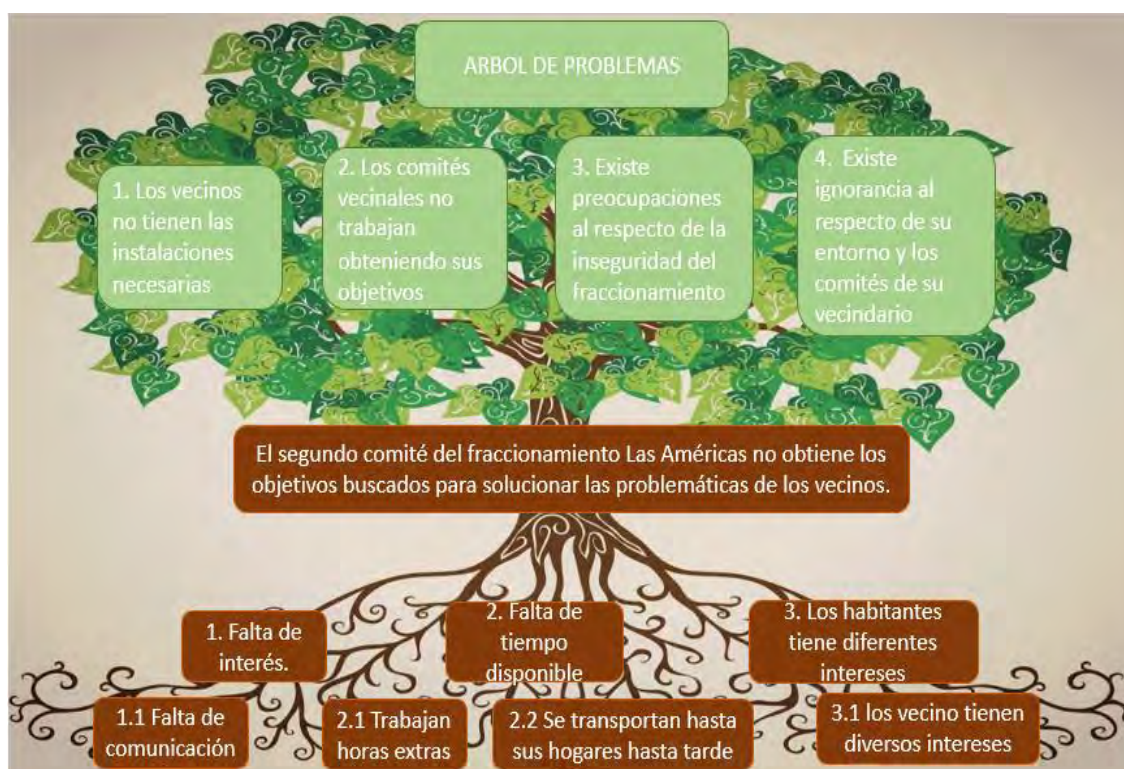 ARBOL DE PROBLEMAS
1. Los vecinos
no tienen las
instalaciones
necesarias
2. Los comités
vecinales no
trabajan
obteniendo sus
objetivos
3. Existe
preocupaciones
al respecto de la
inseguridad del
fraccionamiento
4. Existe
ignorancia al
respecto de su
entorno y los
comités de su
vecindario
El segundo comité del fraccionamiento Las Américas no obtiene los
objetivos buscados para solucionar las problemáticas de los vecinos.
1. Falta de
interés.
2. Falta de
tiempo
disponible
3. Los habitantes
tiene diferentes
intereses
1.1 Falta de
comunicación
2.1 Trabajan
horas extras
2.2 Se transportan hasta
sus hogares hasta tarde
3.1 los vecino tienen
diversos intereses